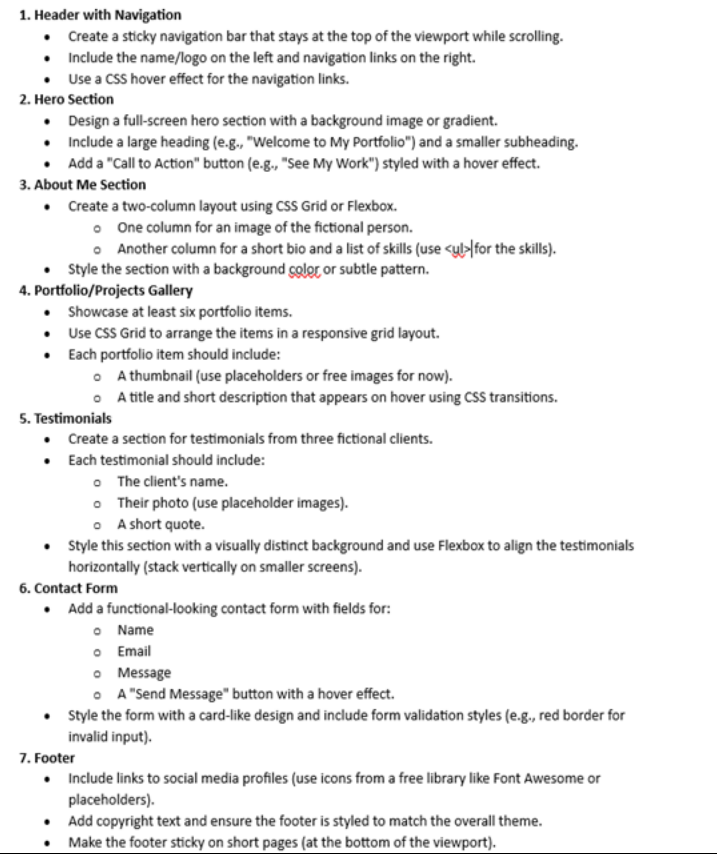 1. Header with Navigation
• Create a sticky navigation bar that stays at the top of the viewport while scrolling.
• Include the name/logo on the left and navigation links on the right.
• Use a CSS hover effect for the navigation links.
2. Hero Section
• Design a full-screen hero section with a background image or gradient.
• Include a large heading (e.g., "Welcome to My Portfolio") and a smaller subheading.
• Add a "Call to Action" button (e.g., "See My Work") styled with a hover effect.
3. About Me Section
• Create a two-column layout using CSS Grid or Flexbox.
o One column for an image of the fictional person.
o Another column for a short bio and a list of skills (use <ul> for the skills).
• Style the section with a background color or subtle pattern.
4. Portfolio/Projects Gallery
• Showcase at least six portfolio items.
• Use CSS Grid to arrange the items in a responsive grid layout.
• Each portfolio item should include:
o A thumbnail (use placeholders or free images for now).
o A title and short description that appears on hover using CSS transitions.
5. Testimonials
• Create a section for testimonials from three fictional clients.
• Each testimonial should include:
o The client's name.
o Their photo (use placeholder images).
o A short quote.
• Style this section with a visually distinct background and use Flexbox to align the testimonials
horizontally (stack vertically on smaller screens).
6. Contact Form
• Add a functional-looking contact form with fields for:
o Name
o Email
o Message
o A "Send Message" button with a hover effect.
• Style the form with a card-like design and include form validation styles (e.g., red border for
invalid input).
7. Footer
• Include links to social media profiles (use icons from a free library like Font Awesome or
placeholders).
• Add copyright text and ensure the footer is styled to match the overall theme.
• Make the footer sticky on short pages (at the bottom of the viewport).